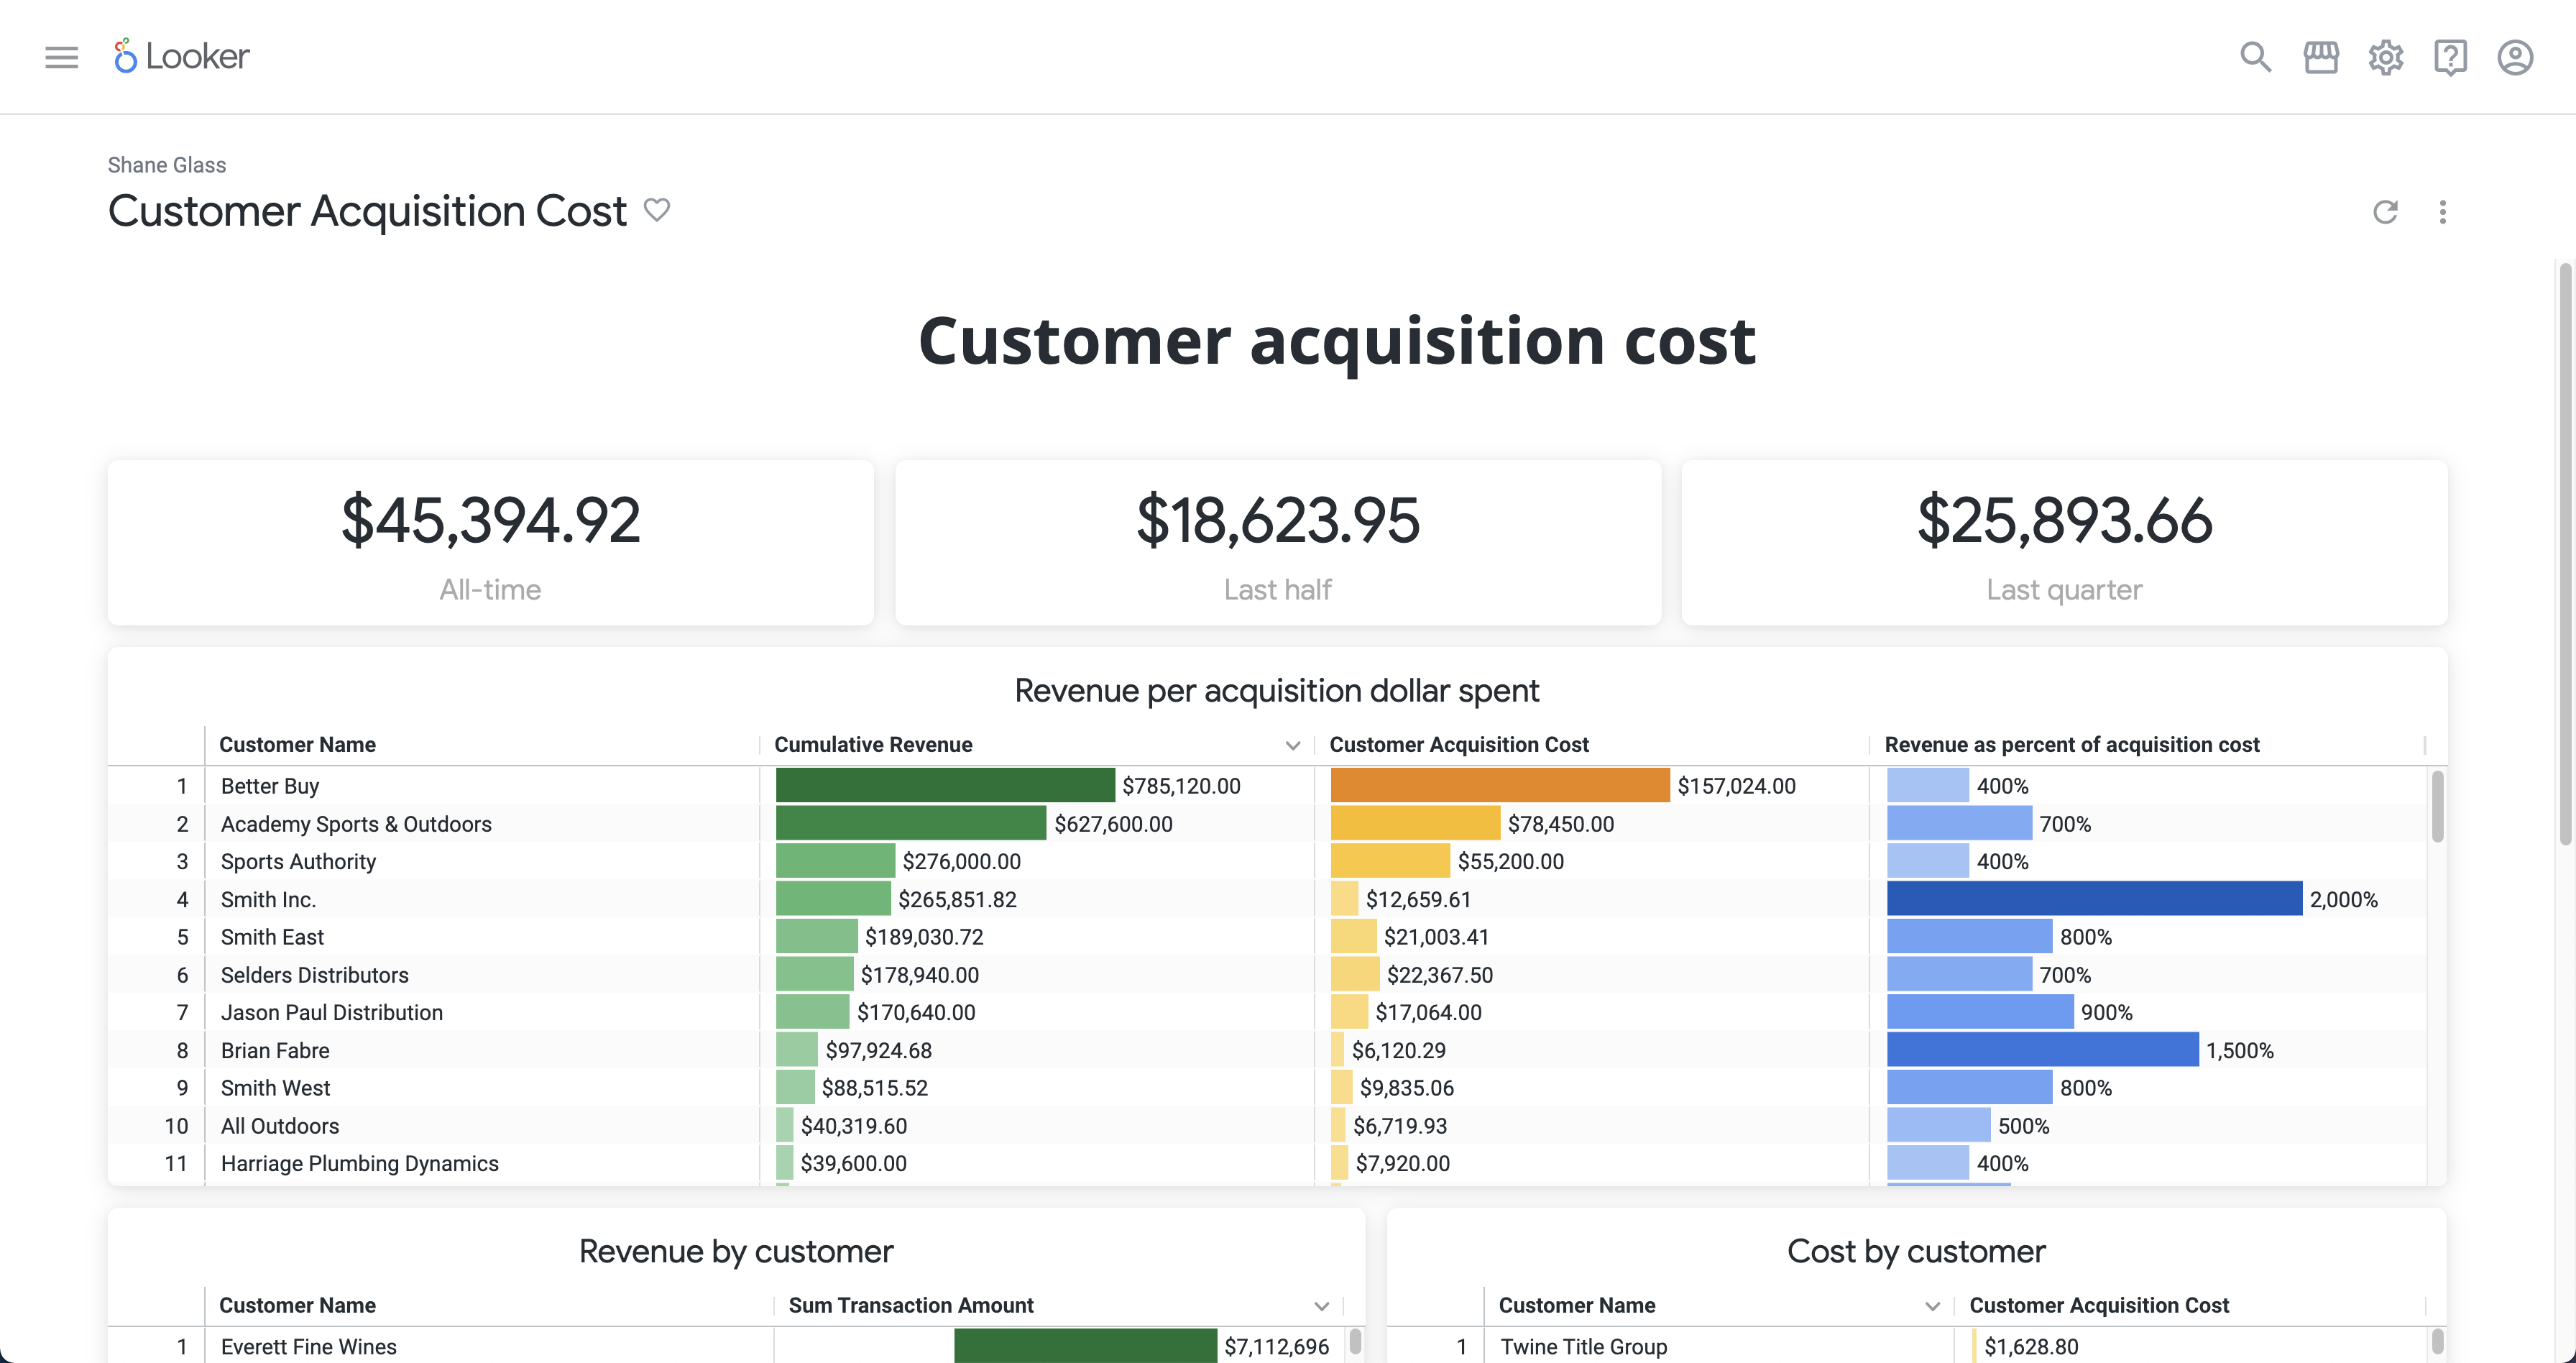 Looker
Shane Glass
Customer Acquisition Cost
Customer acquisition cost
$45,394.92
All-time
$18,623.95
Last half
$25,893.66
Last quarter
Revenue per acquisition dollar spent
Customer Name Cumulative Revenue Customer Acquisition Cost Revenue as percent of acquisition cost
1 Better Buy $785,120.00 $157,024.00 400%
2 Academy Sports & Outdoors $627,600.00 $78,450.00 700%
3 Sports Authority $276,000.00 $55,200.00 400%
4 Smith Inc. $265,851.82 $12,659.61 2,000%
5 Smith East $189,030.72 $21,003.41 800%
6 Selders Distributors $178,940.00 $22,367.50 700%
7 Jason Paul Distribution $170,640.00 $17,064.00 900%
8 Brian Fabre $97,924.68 $6,120.29 1,500%
9 Smith West $88,515.52 $9,835.06 800%
10 All Outdoors $40,319.60 $6,719.93 500%
11 Harriage Plumbing Dynamics $39,600.00 $7,920.00 400%
Revenue by customer
Customer Name Sum Transaction Amount
1 Everett Fine Wines $7,112,696
Cost by customer
Customer Name Customer Acquisition Cost
1 Twine Title Group $1,628.80